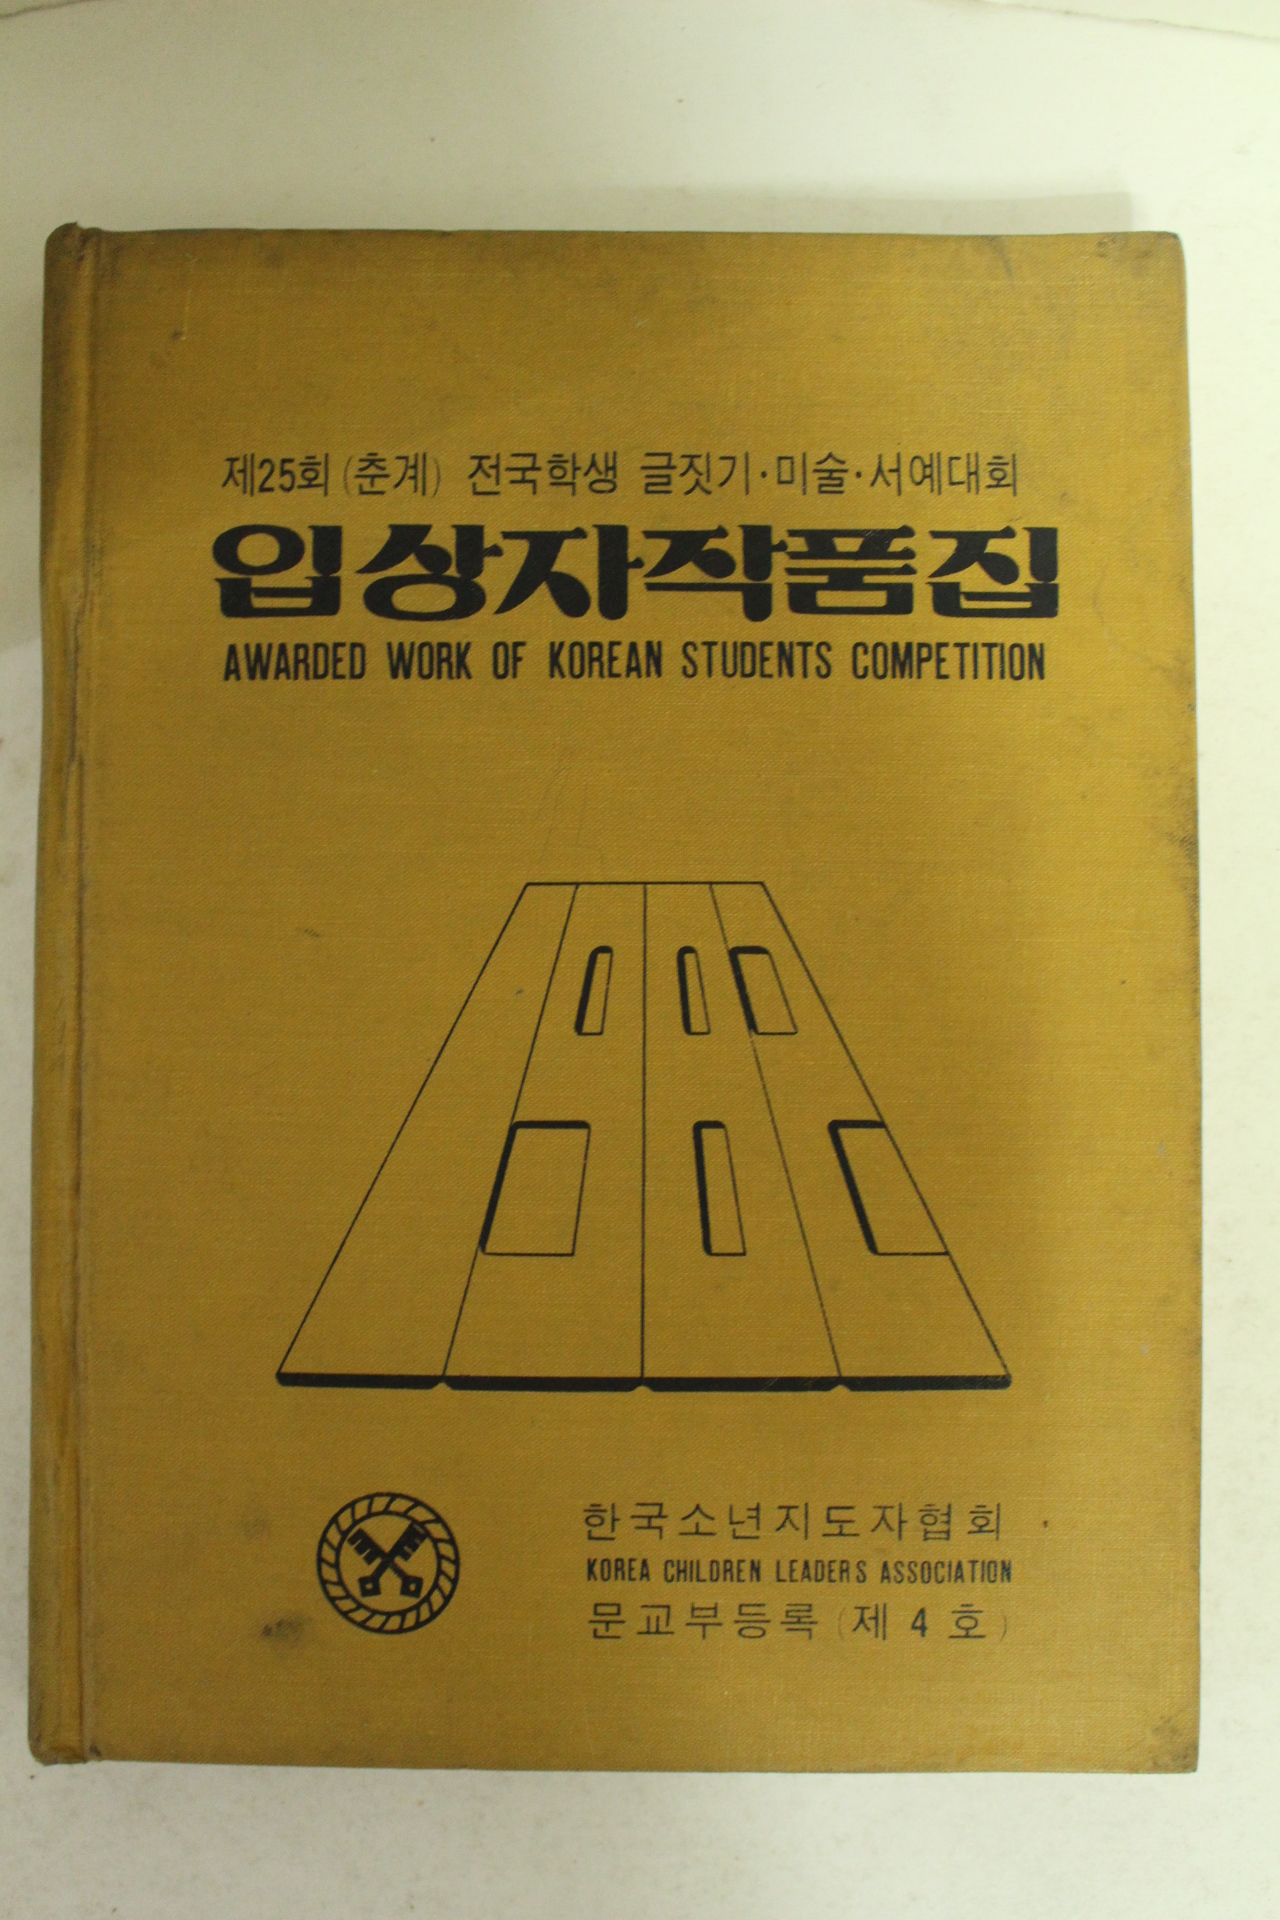 제25회 (춘계) 전국학생 글짓기·미술·서예대회
입상자작품집
AWARDED WORK OF KOREAN STUDENTS COMPETITION
한국소년지도자협회
KOREA CHILDREN LEADERS ASSOCIATION
문교부등록 (제 4 호)